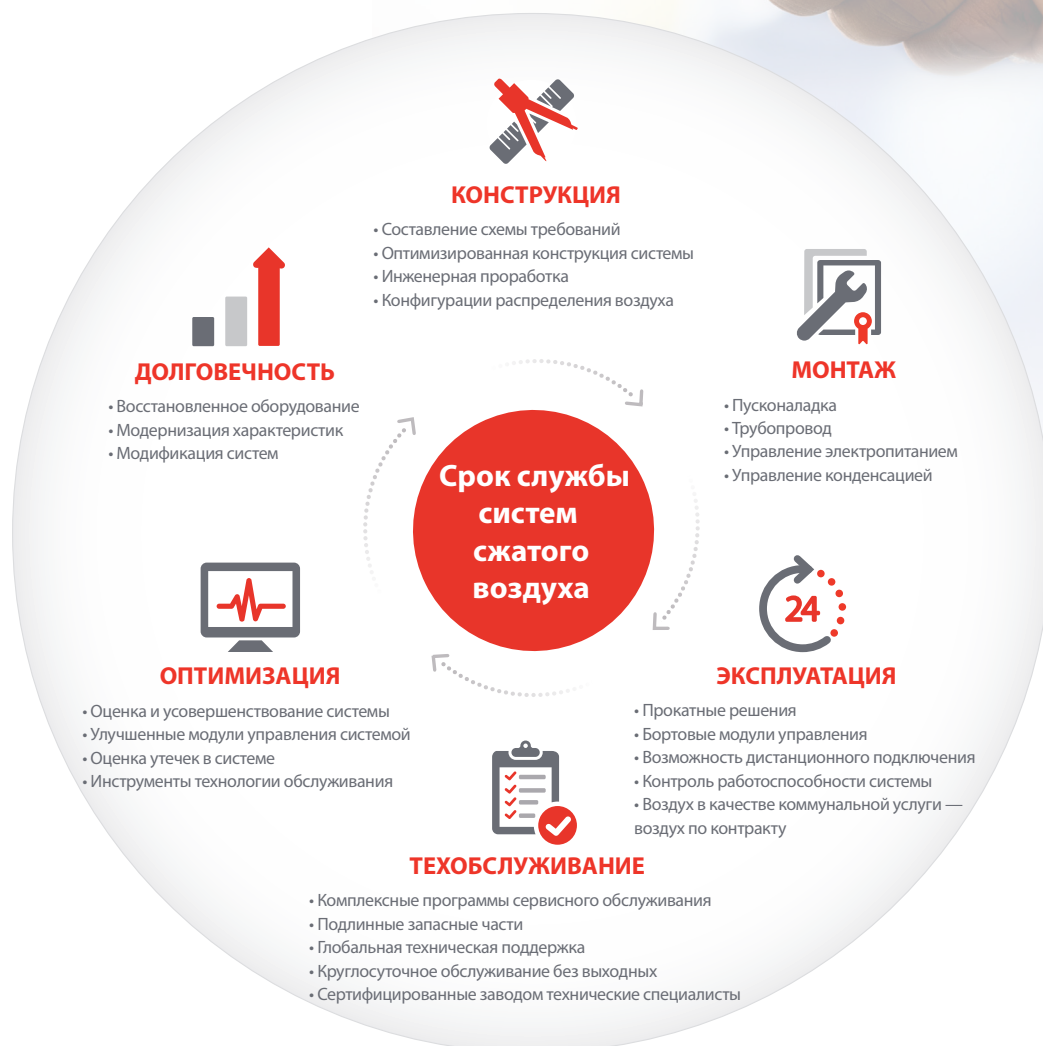 КОНСТРУКЦИЯ
• Составление схемы требований
• Оптимизированная конструкция системы
• Инженерная проработка
• Конфигурации распределения воздуха
МОНТАЖ
• Пусконаладка
• Трубопровод
• Управление электропитанием
• Управление конденсацией
24
ЭКСПЛУАТАЦИЯ
• Прокатные решения
• Бортовые модули управления
• Возможность дистанционного подключения
• Контроль работоспособности системы
• Воздух в качестве коммунальной услуги —
воздух по контракту
ТЕХОБСЛУЖИВАНИЕ
• Комплексные программы сервисного обслуживания
• Подлинные запасные части
• Глобальная техническая поддержка
• Круглосуточное обслуживание без выходных
• Сертифицированные заводом технические специалисты
ОПТИМИЗАЦИЯ
• Оценка и усовершенствование системы
• Улучшенные модули управления системой
• Оценка утечек в системе
• Инструменты технологии обслуживания
ДОЛГОВЕЧНОСТЬ
• Восстановленное оборудование
• Модернизация характеристик
• Модификация систем
Срок службы
систем
сжатого
воздуха